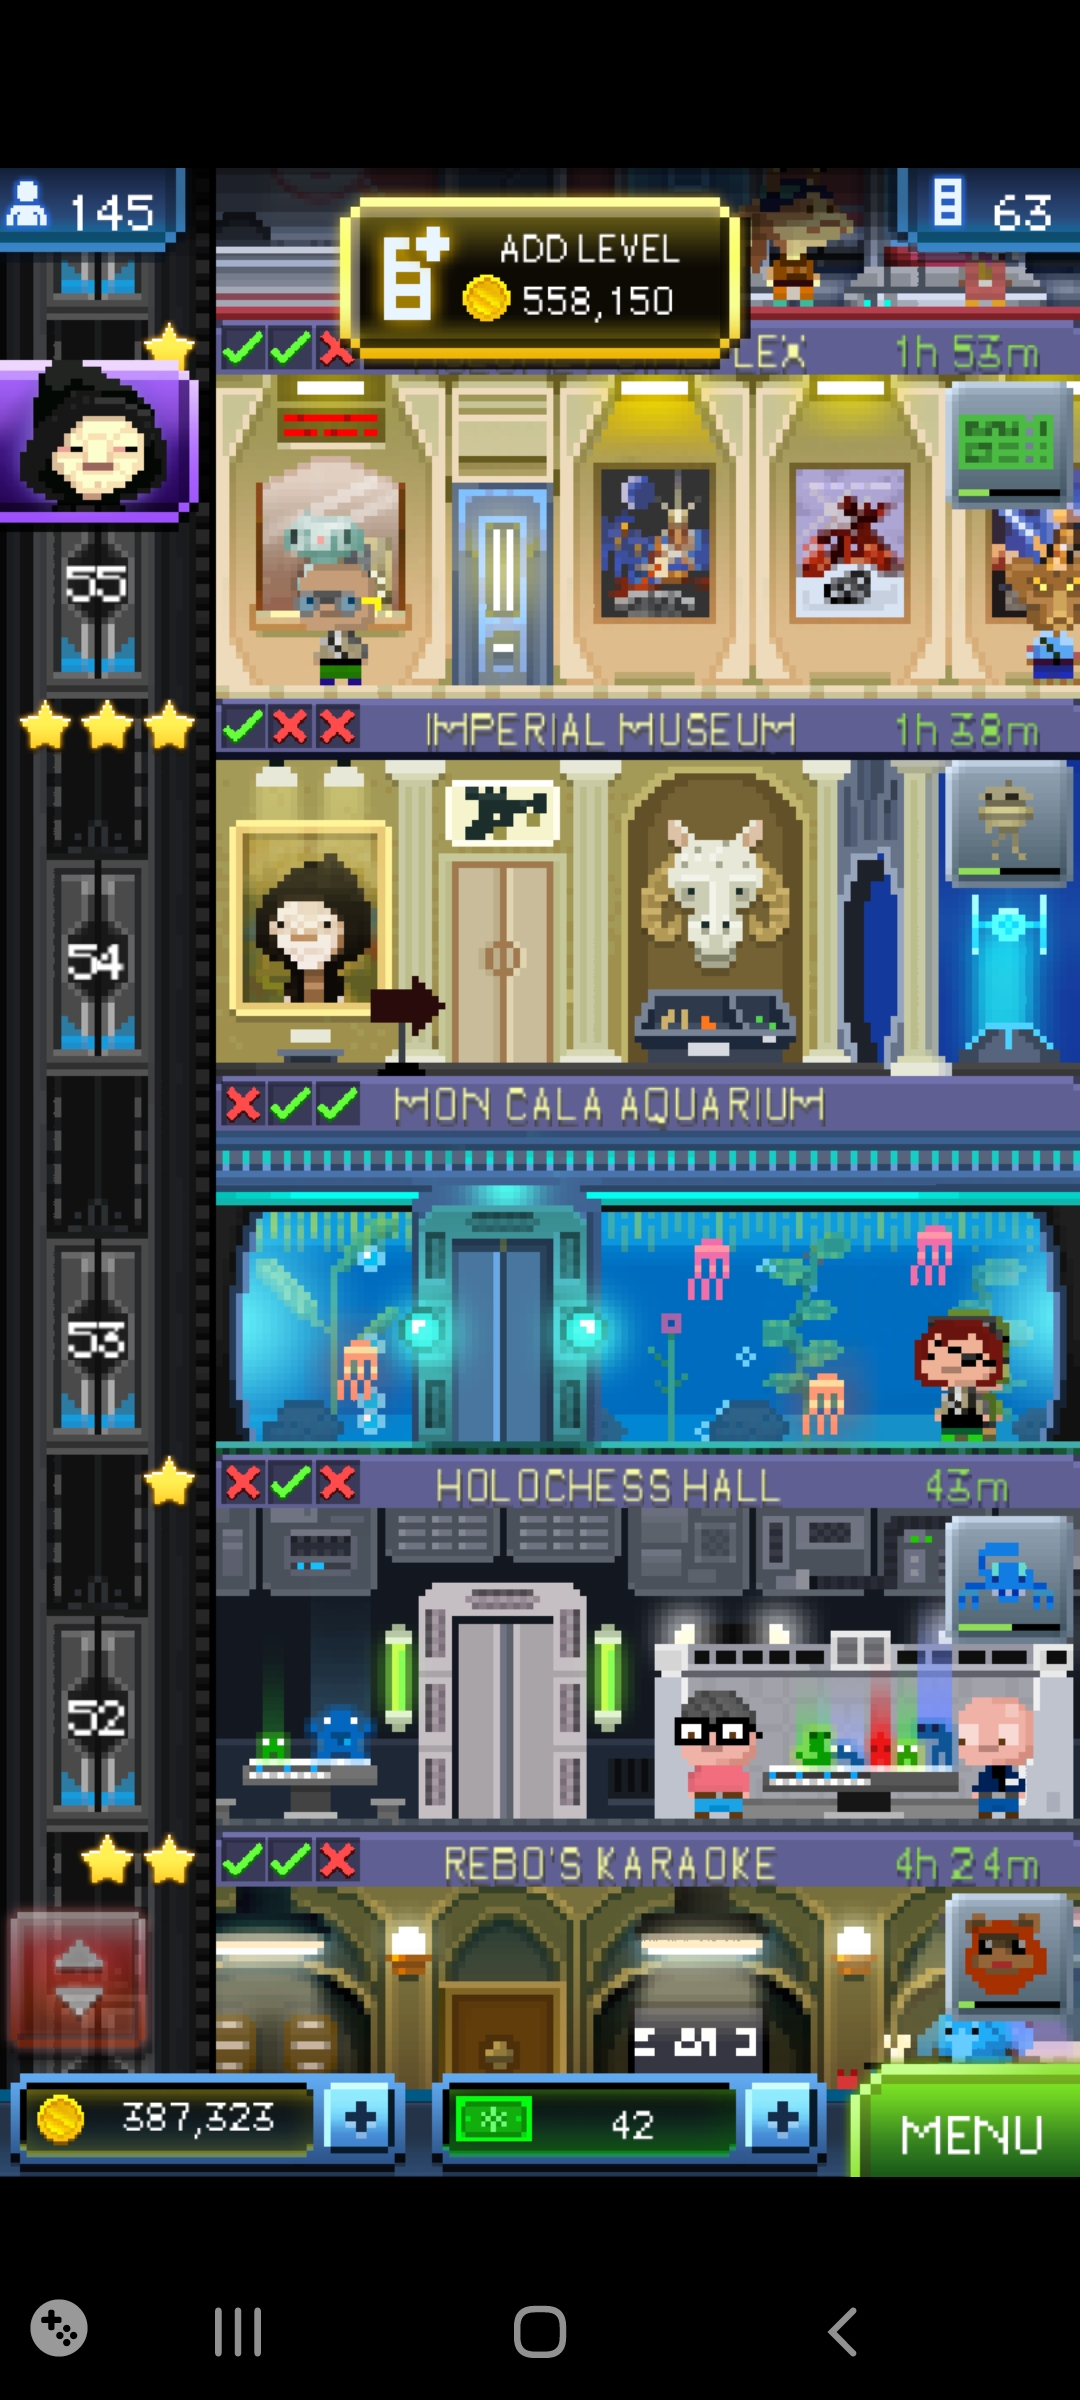 145
63
ADD LEVEL
558,150
LEX 1h 53m
55
IMPERIAL MUSEUM 1h 38m
54
MON CALA AQUARIUM
53
HOLOCHESS HALL 43m
52
REBO'S KARAOKE 4h 24m
387,323
42
MENU